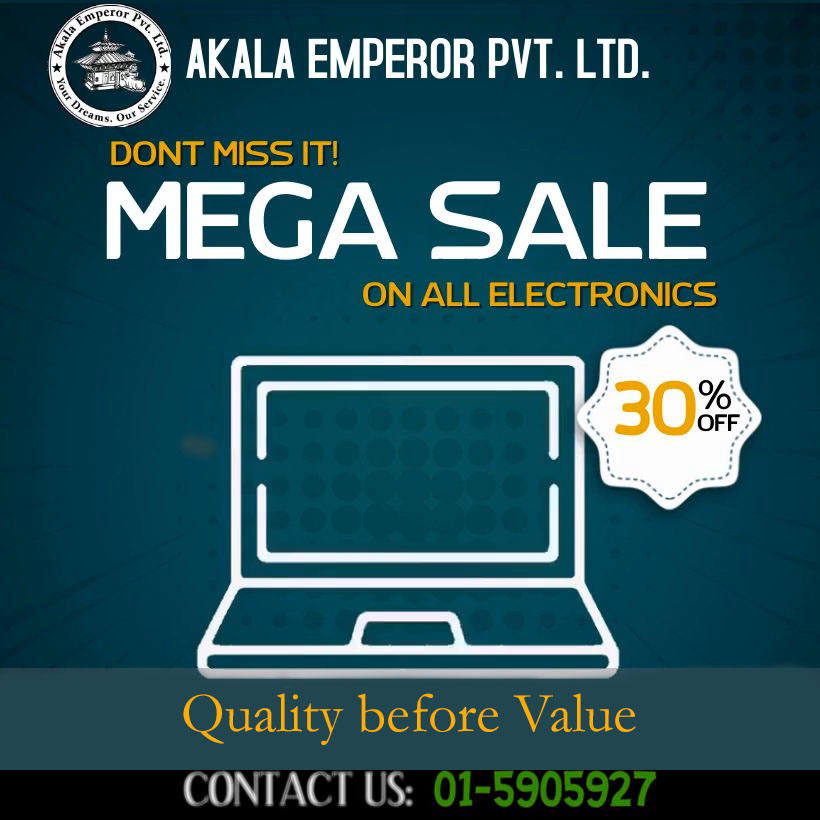 Akala Emperor Pvt. Ltd.
Your Dreams. Our Service.
AKALA EMPEROR PVT. LTD.
DONT MISS IT!
MEGA SALE
ON ALL ELECTRONICS
30% OFF
Quality before Value
CONTACT US: 01-5905927